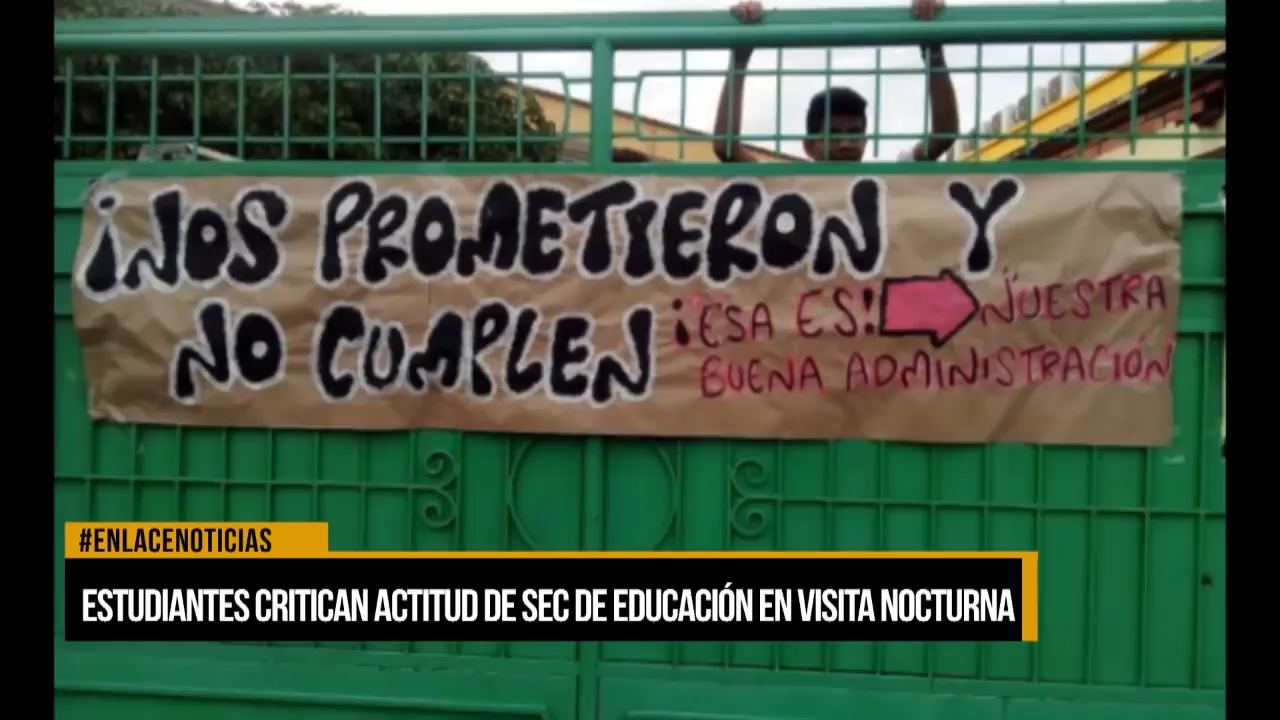 ¡NOS PROMETIERON Y
NO CUMPLEN
¡ESA ES! NUESTRA
BUENA ADMINISTRACIÓN
#ENLACENOTICIAS
ESTUDIANTES CRITICAN ACTITUD DE SEC DE EDUCACIÓN EN VISITA NOCTURNA